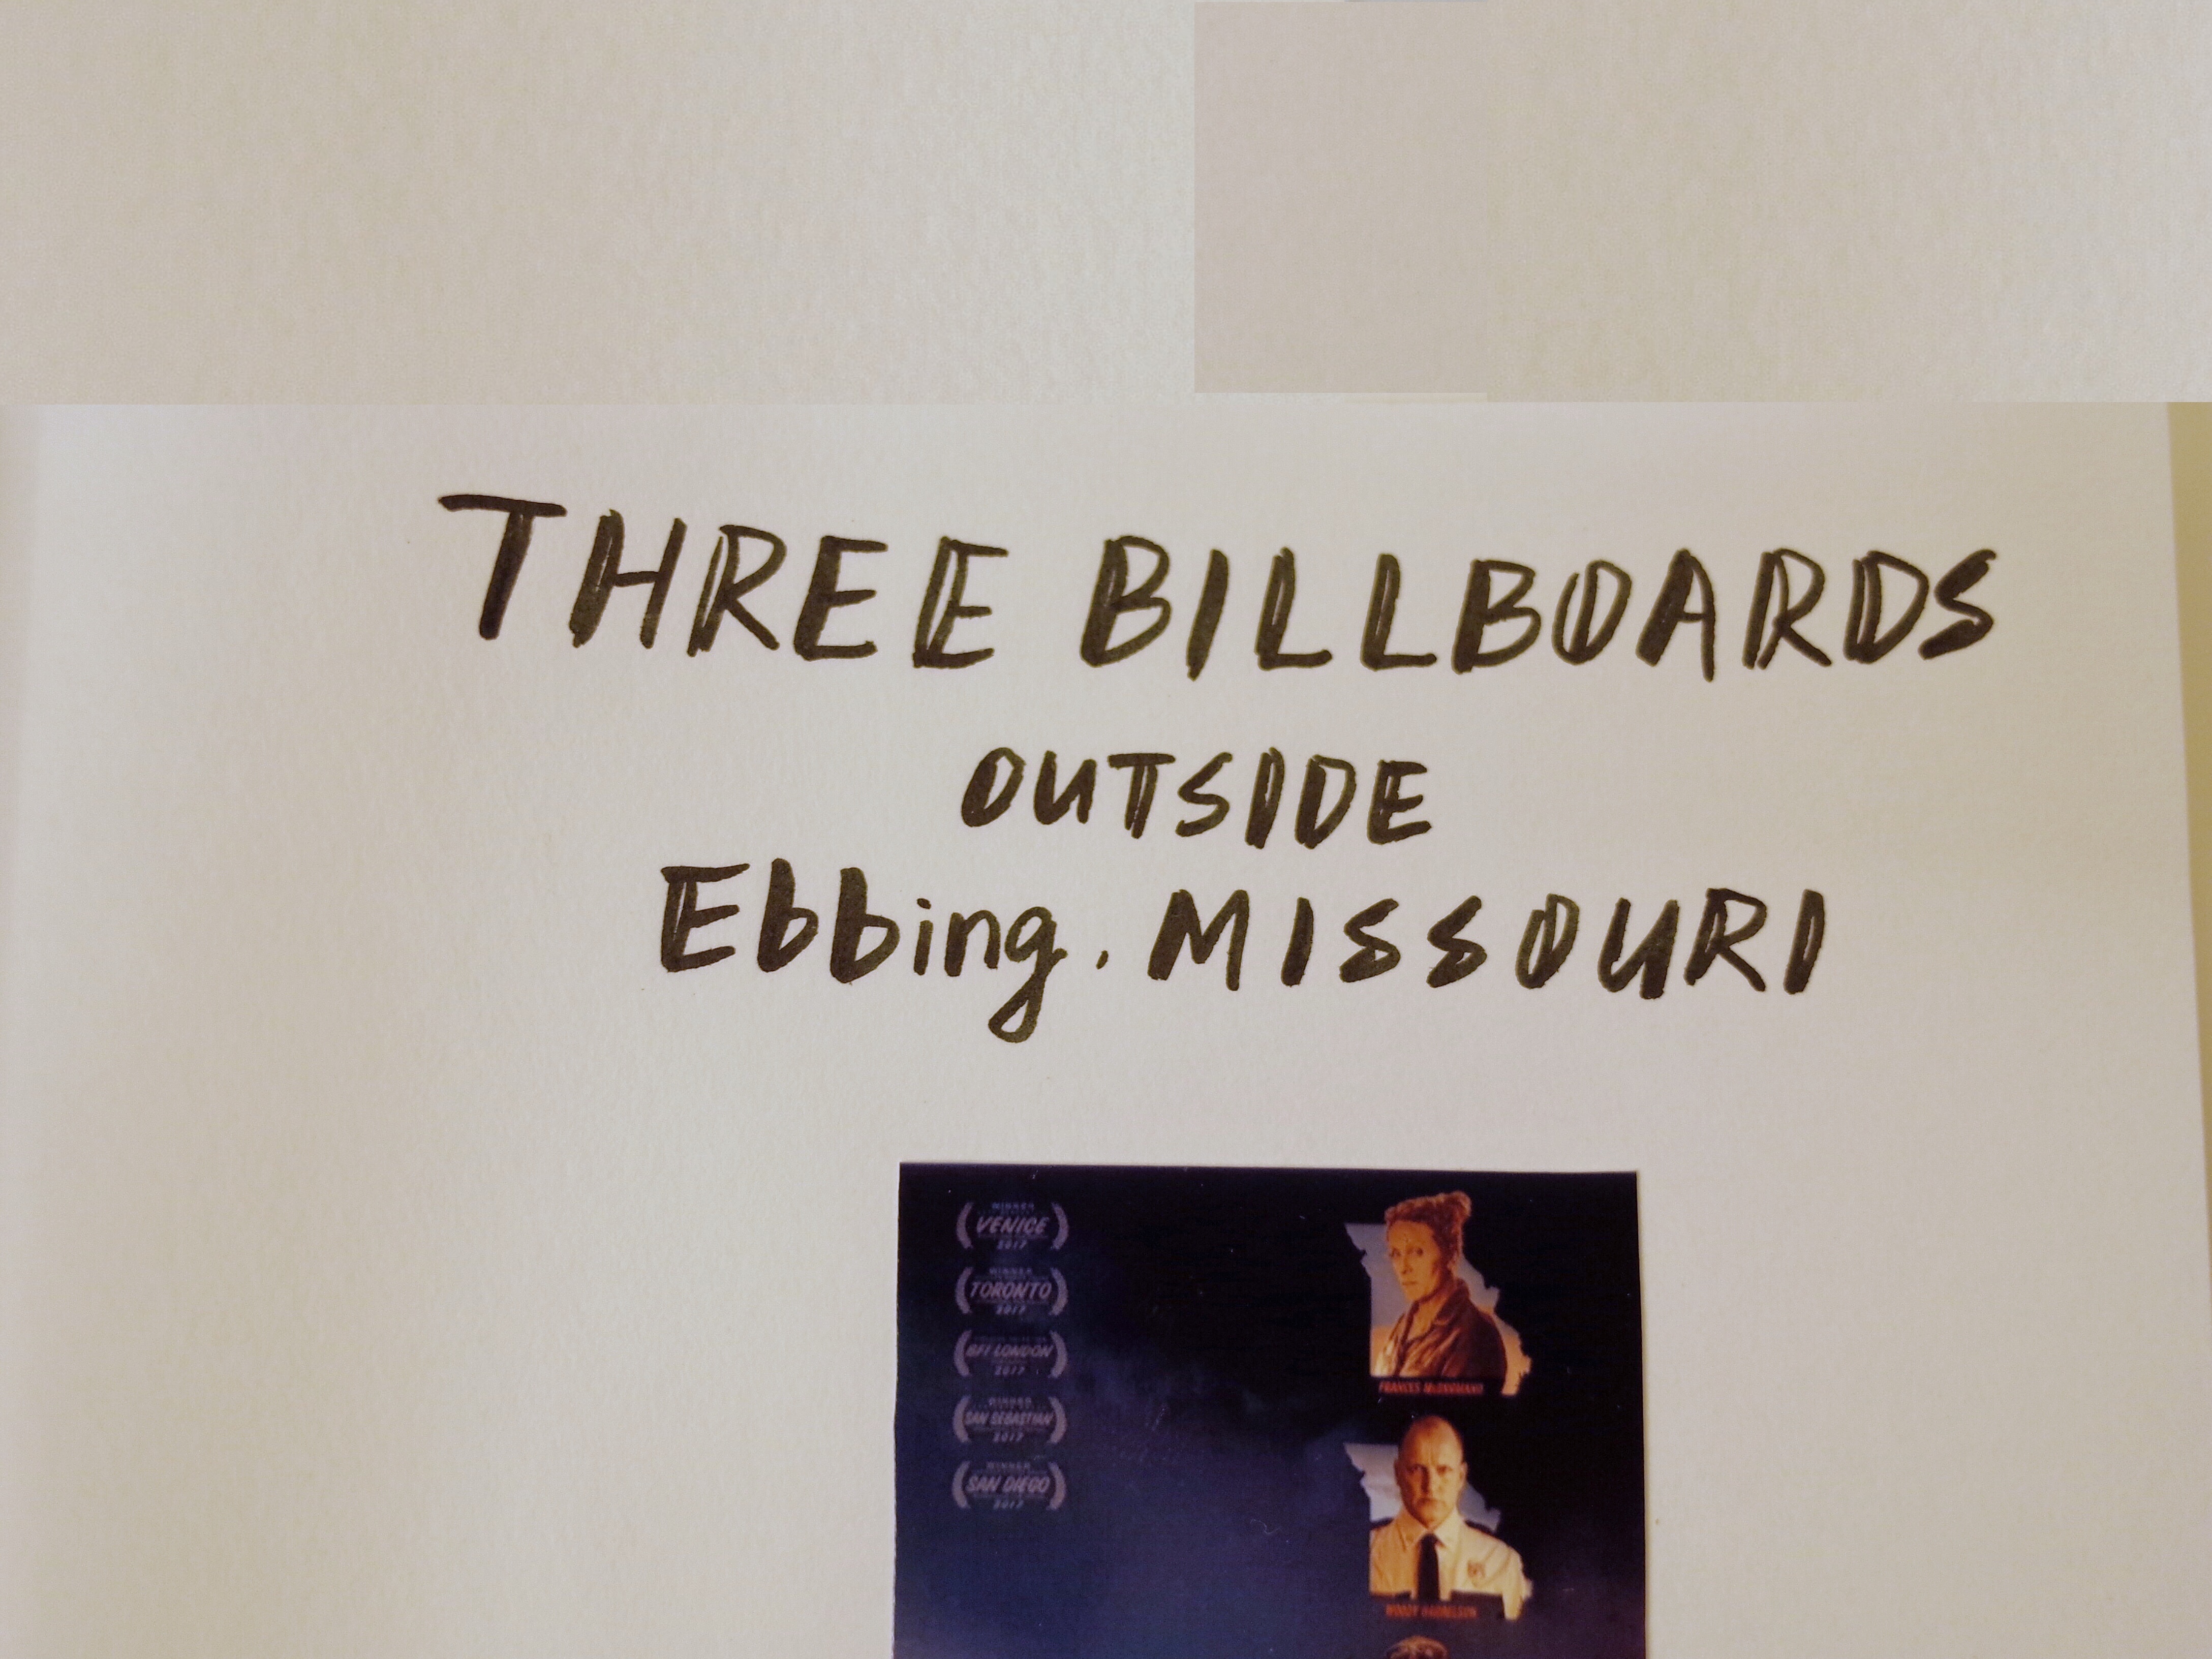 THREE BILLBOARDS
OUTSIDE
Ebbing, MISSOURI
WINNER
VENICE
2017
WINNER
TORONTO
2017
BFI LONDON
2017
WINNER
SAN SEBASTIAN
2017
WINNER
SAN DIEGO
2017
FRANCES McDORMAND
WOODY HARRELSON